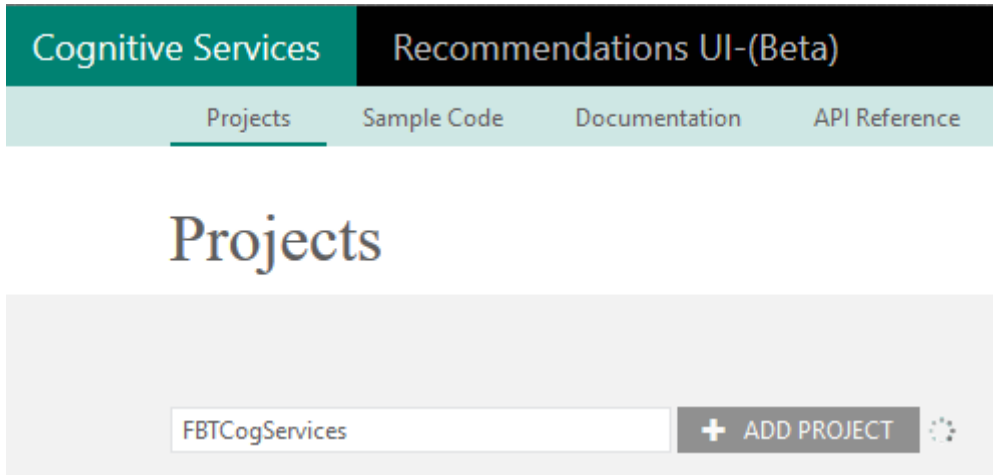 Cognitive Services Recommendations UI-(Beta)
Projects Sample Code Documentation API Reference
Projects
FBTCogServices + ADD PROJECT